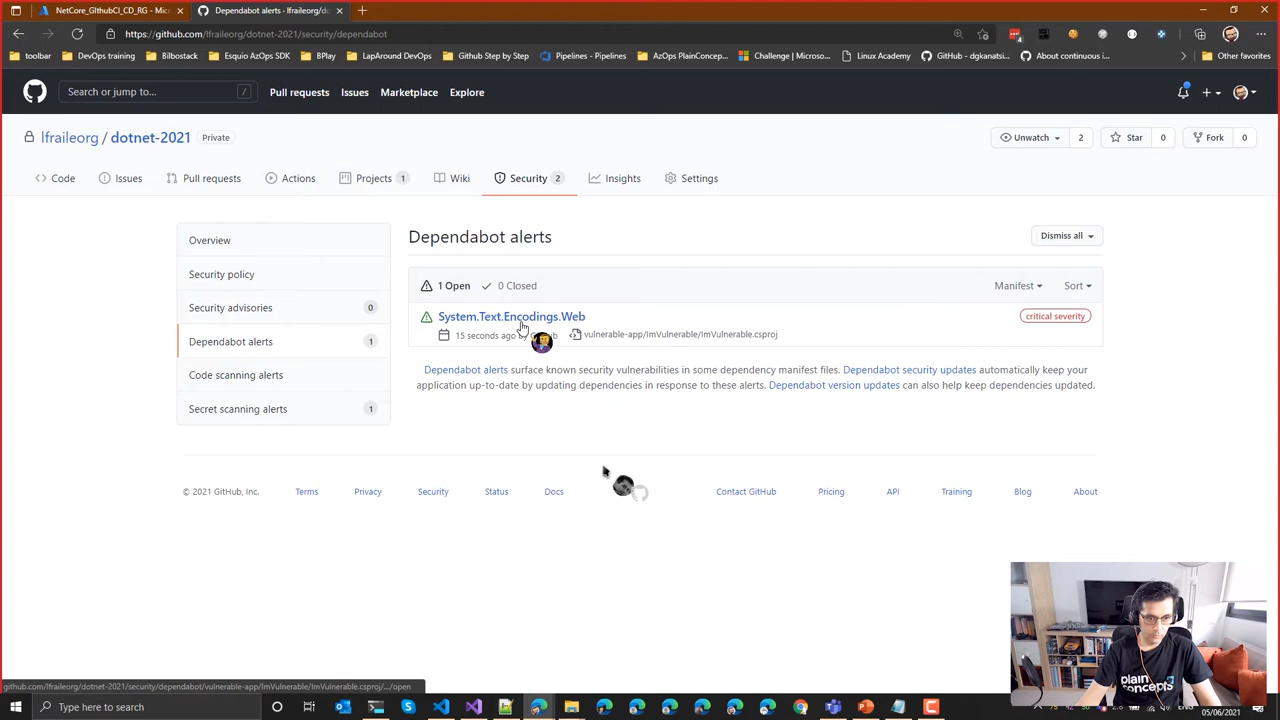 NetCore_GIthubCI_CD_RG - Micros
Dependabot alerts - lfraileorg/do
https://github.com/lfraileorg/dotnet-2021/security/dependabot
toolbar
DevOps training
Bilbostack
Esquio AzOps SDK
BPlay
LapAround DevOps
Github Step by Step
Pipelines - Pipelines
AzOps PlainConcep...
Challenge | Microso...
Linux Academy
GitHub - dgkanatsi...
About continuous i...
Other favorites
Search or jump to...
/
Pull requests
Issues
Marketplace
Explore
lfraileorg / dotnet-2021
Private
Unwatch
2
Star
0
Fork
0
Code
Issues
Pull requests
Actions
Projects 1
Wiki
Security 2
Insights
Settings
Overview
Security policy
Security advisories 0
Dependabot alerts 1
Code scanning alerts
Secret scanning alerts 1
Dependabot alerts
Dismiss all
1 Open
0 Closed
Manifest
Sort
System.Text.Encodings.Web
critical severity
15 seconds ago by
vulnerable-app/ImVulnerable/ImVulnerable.csproj
Dependabot alerts surface known security vulnerabilities in some dependency manifest files. Dependabot security updates automatically keep your
application up-to-date by updating dependencies in response to these alerts. Dependabot version updates can also help keep dependencies updated.
© 2021 GitHub, Inc.
Terms
Privacy
Security
Status
Docs
Contact GitHub
Pricing
API
Training
Blog
About
plain
concepts
github.com/lfraileorg/dotnet-2021/security/dependabot/vulnerable-app/ImVulnerable/ImVulnerable.csproj/.../open
Type here to search
05/06/2021